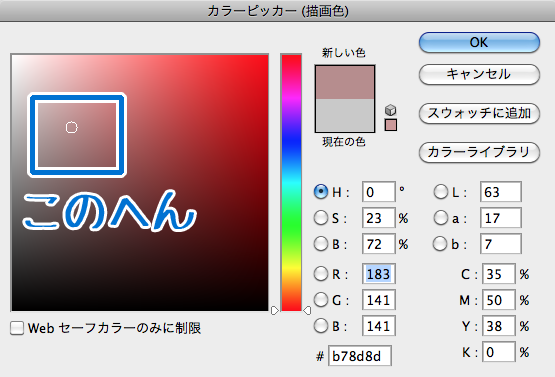 カラーピッカー (描画色)
新しい色
現在の色
OK
キャンセル
スウォッチに追加
カラーライブラリ
このへん
H : 0 °
S : 23 %
B : 72 %
R : 183
G : 141
B : 141
# b78d8d
L : 63
a : 17
b : 7
C : 35 %
M : 50 %
Y : 38 %
K : 0 %
Web セーフカラーのみに制限